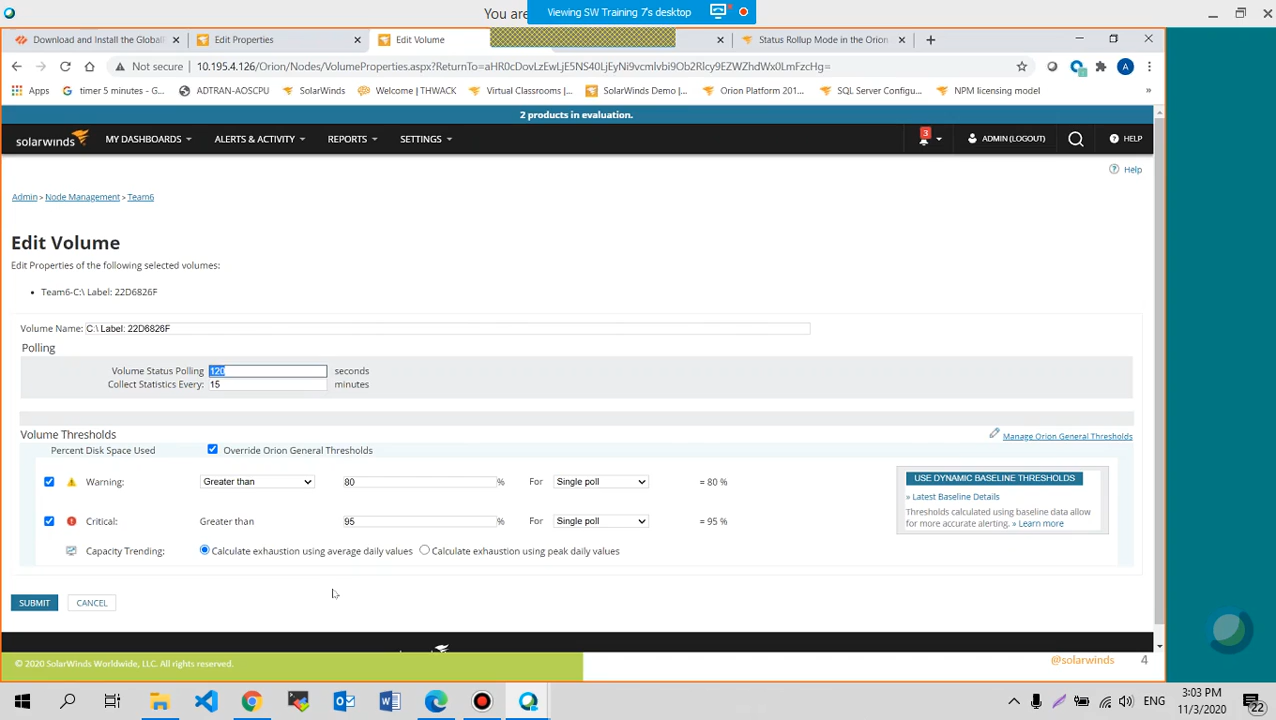 You are
Viewing SW Training 7's desktop
Download and Install the Global
Edit Properties
Edit Volume
Status Rollup Mode in the Orion
Not secure
10.195.4.126/Orion/Nodes/VolumeProperties.aspx?ReturnTo=
Apps
timer 5 minutes - G...
ADTRAN-AOSCPU
SolarWinds
Welcome | THWACK
Virtual Classrooms |...
SolarWinds Demo |...
Orion Platform 201...
SQL Server Configu...
NPM licensing model
2 products in evaluation.
solarwinds
MY DASHBOARDS
ALERTS & ACTIVITY
REPORTS
SETTINGS
3
ADMIN (LOGOUT)
HELP
Help
Admin > Node Management > Team6
Edit Volume
Edit Properties of the following selected volumes:
• Team6-C:\ Label: 22D6826F
Volume Name: C:\ Label: 22D6826F
Polling
Volume Status Polling 120 seconds
Collect Statistics Every: 15 minutes
Volume Thresholds
Manage Orion General Thresholds
Percent Disk Space Used
Override Orion General Thresholds
Warning: Greater than 80 % For Single poll = 80 %
USE DYNAMIC BASELINE THRESHOLDS
» Latest Baseline Details
Thresholds calculated using baseline data allow
for more accurate alerting. » Learn more
Critical: Greater than 95 % For Single poll = 95 %
Capacity Trending: Calculate exhaustion using average daily values Calculate exhaustion using peak daily values
SUBMIT
CANCEL
© 2020 SolarWinds Worldwide, LLC. All rights reserved.
@solarwinds
4
ENG
3:03 PM
11/3/2020
22